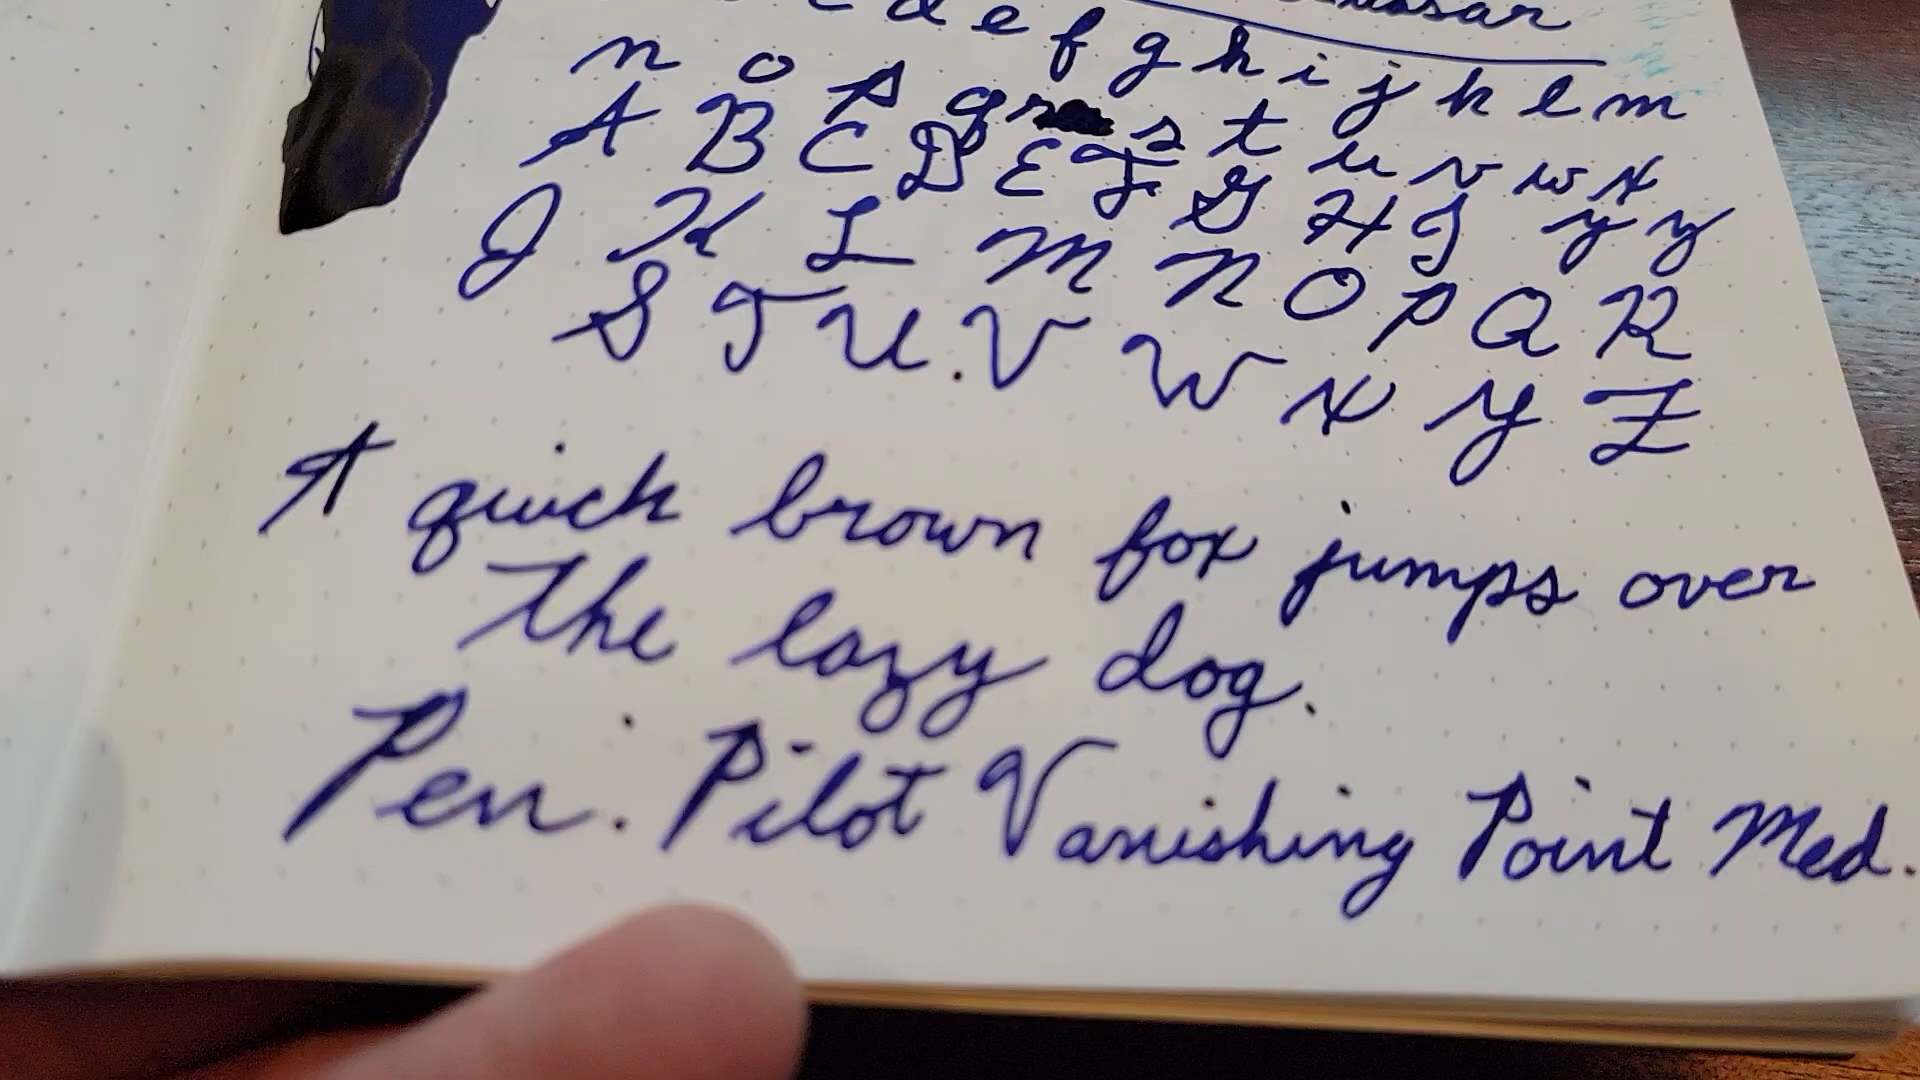 c d e f g h i j k l m
n o p q r s t u v w x y z
A B C D E F G H I
J K L M N O P Q R
S T U . V W X Y Z
A quick brown fox jumps over
the lazy dog.
Pen. Pilot Vanishing Point Med.